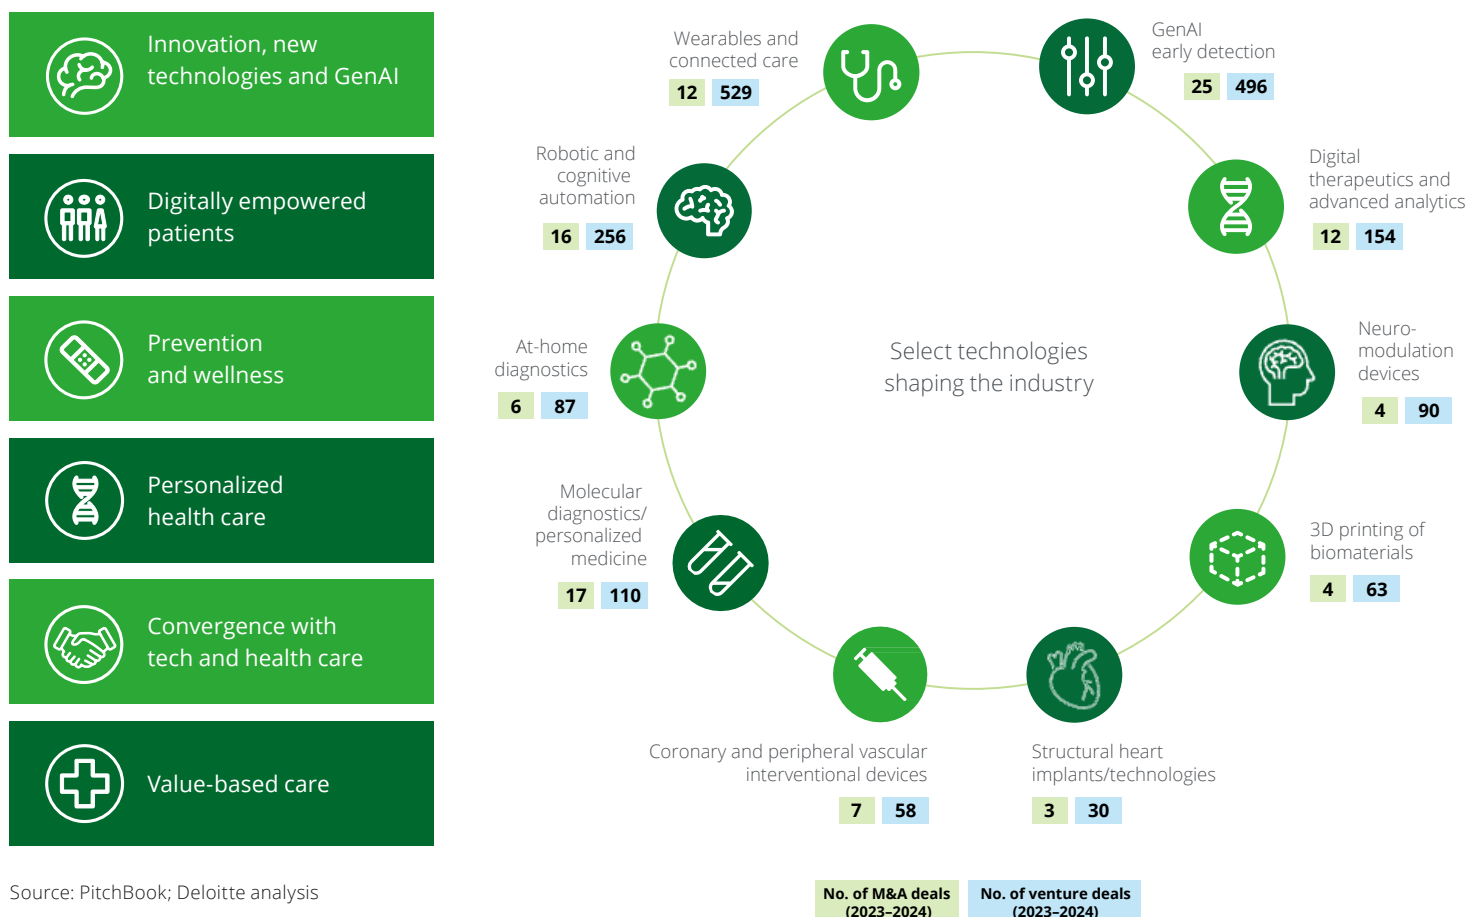 Innovation, new
technologies and GenAI
Digitally empowered
patients
Prevention
and wellness
Personalized
health care
Convergence with
tech and health care
Value-based care
Wearables and
connected care
12 529
GenAI
early detection
25 496
Robotic and
cognitive
automation
16 256
Digital
therapeutics and
advanced analytics
12 154
At-home
diagnostics
6 87
Select technologies
shaping the industry
Neuro-
modulation
devices
4 90
Molecular
diagnostics/
personalized
medicine
17 110
3D printing of
biomaterials
4 63
Coronary and peripheral vascular
interventional devices
7 58
Structural heart
implants/technologies
3 30
Source: PitchBook; Deloitte analysis
No. of M&A deals
(2023–2024)
No. of venture deals
(2023–2024)